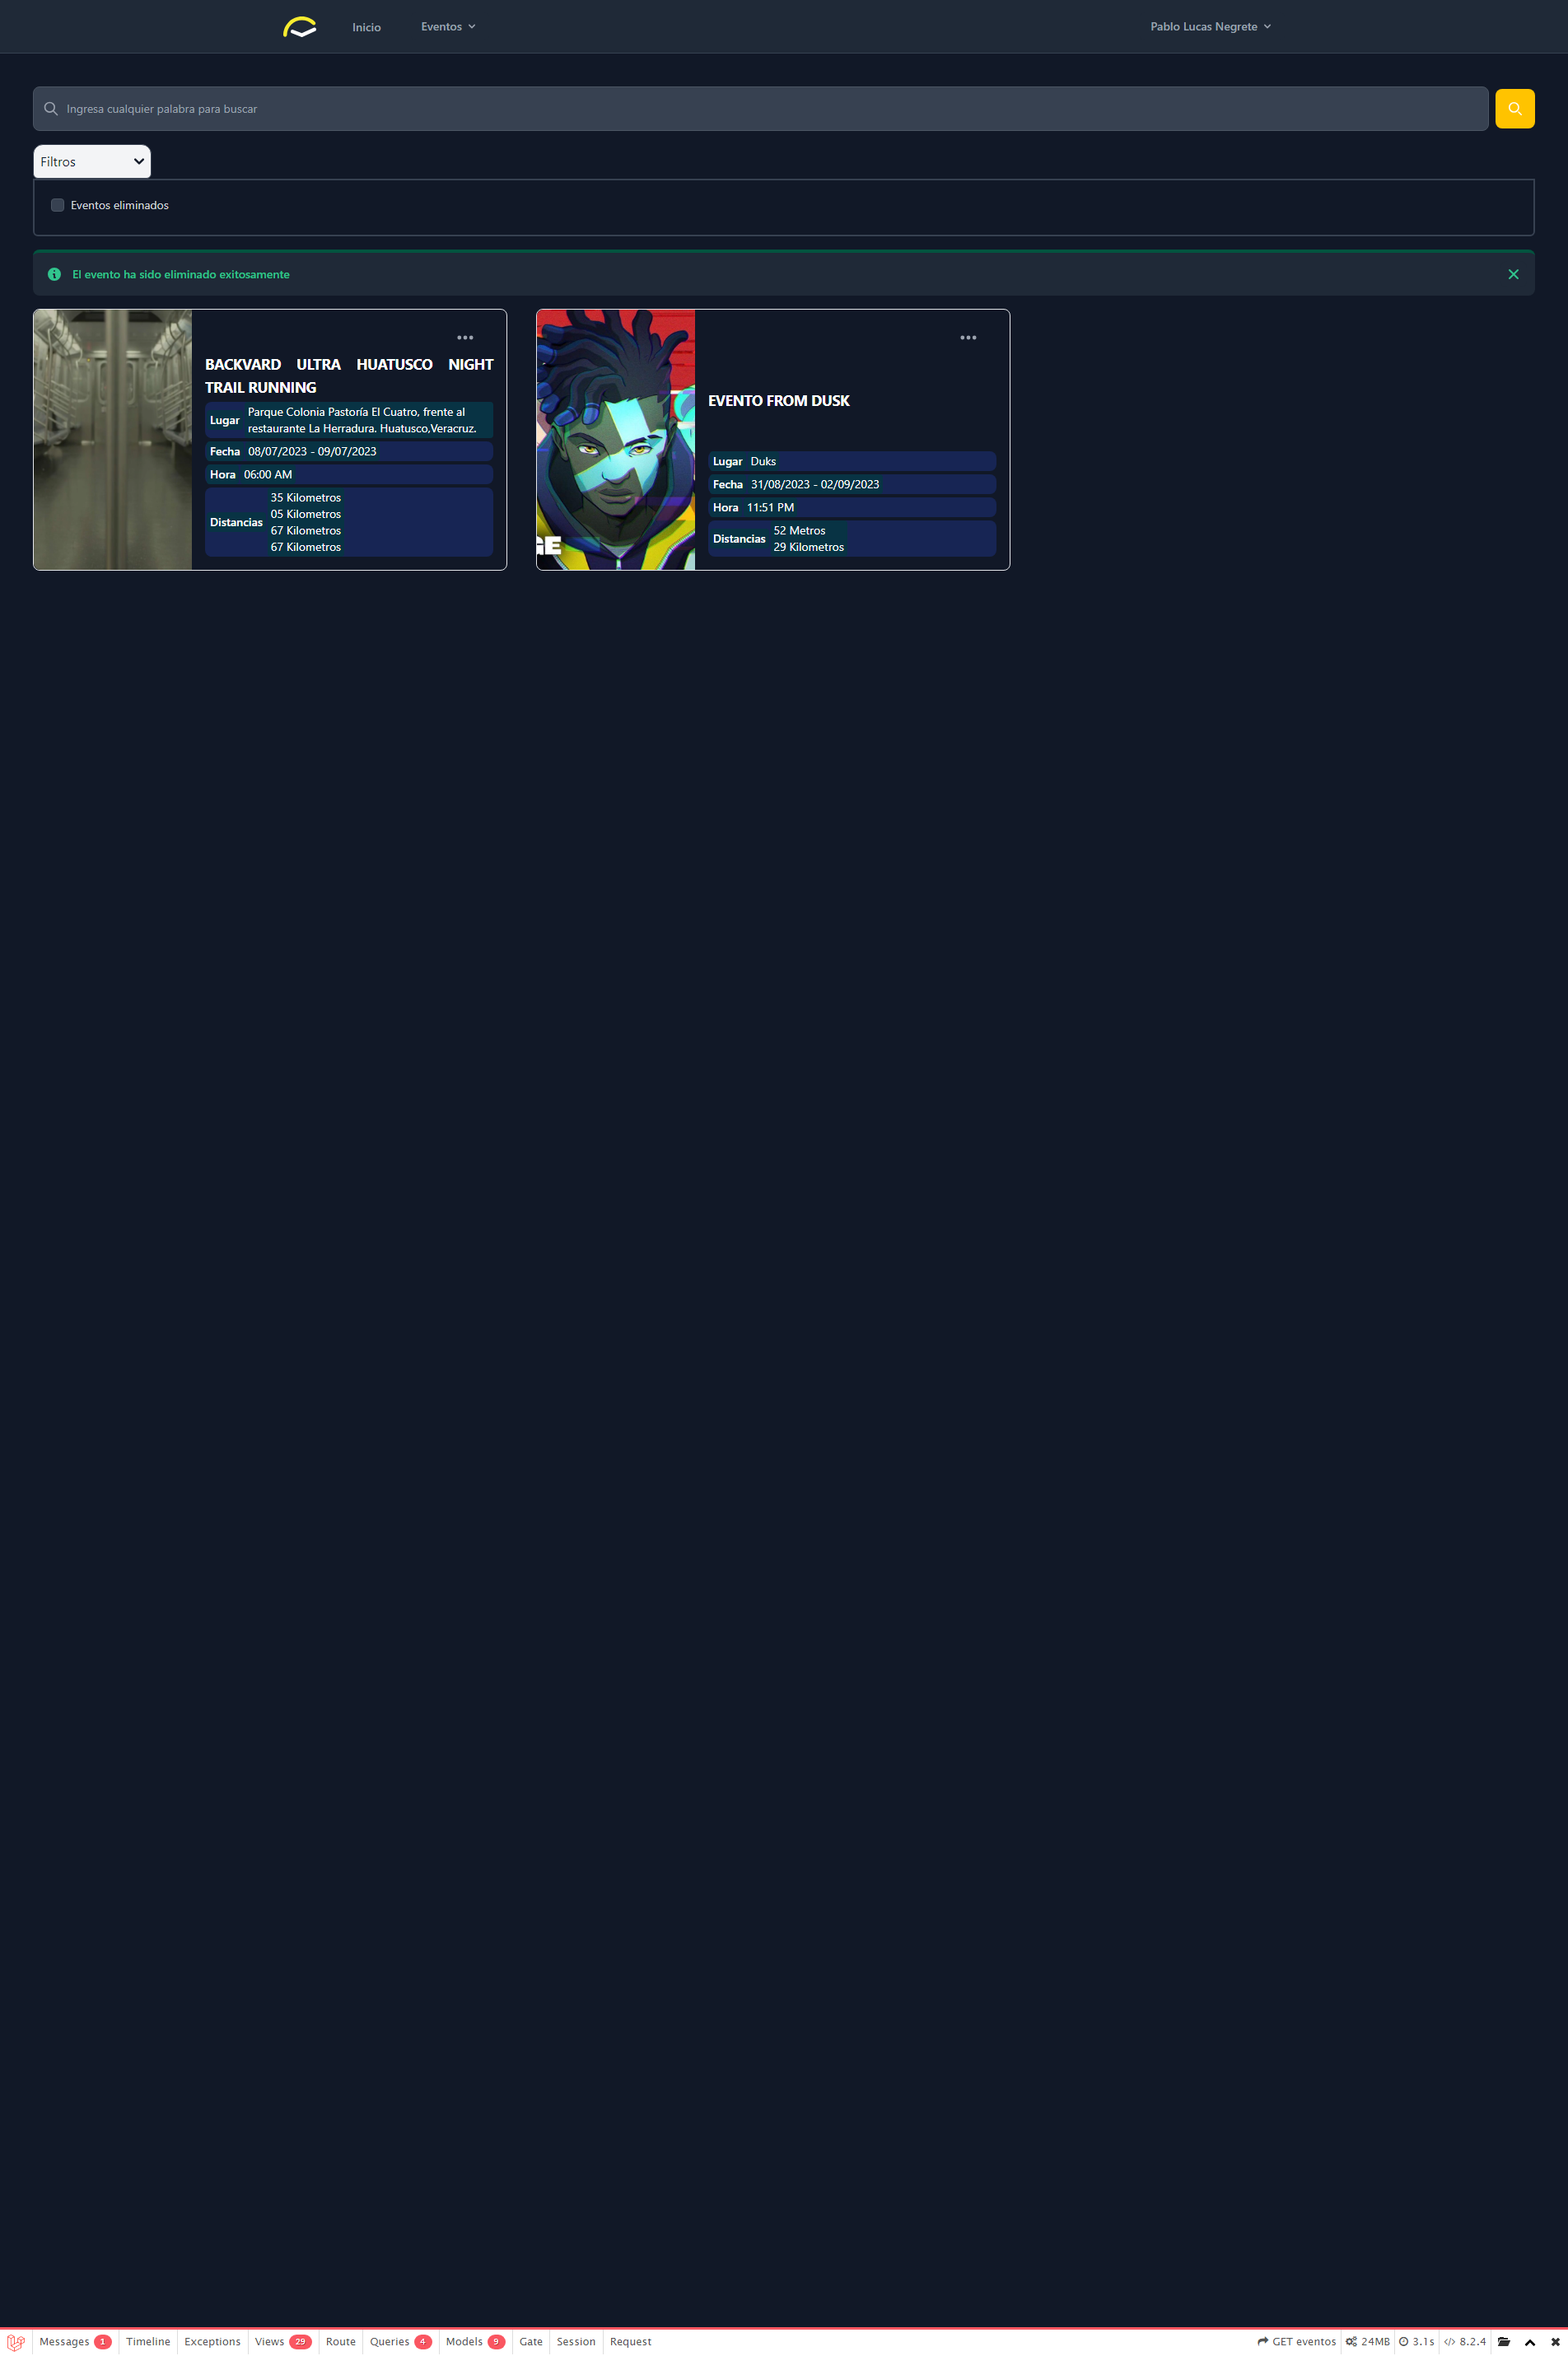 Inicio
Eventos
Pablo Lucas Negrete
Ingresa cualquier palabra para buscar
Filtros
Eventos eliminados
El evento ha sido eliminado exitosamente
BACKVARD ULTRA HUATUSCO NIGHT
TRAIL RUNNING
Lugar Parque Colonia Pastoría El Cuatro, frente al
restaurante La Herradura. Huatusco,Veracruz.
Fecha 08/07/2023 - 09/07/2023
Hora 06:00 AM
Distancias
35 Kilometros
05 Kilometros
67 Kilometros
67 Kilometros
GE
EVENTO FROM DUSK
Lugar Duks
Fecha 31/08/2023 - 02/09/2023
Hora 11:51 PM
Distancias
52 Metros
29 Kilometros
Messages 1 Timeline Exceptions Views 29 Route Queries 4 Models 9 Gate Session Request GET eventos 24MB 3.1s </> 8.2.4